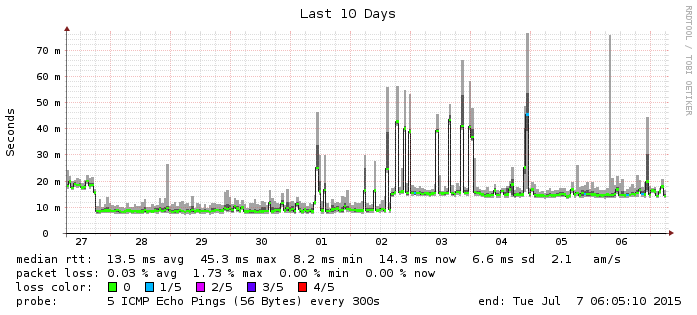 Last 10 Days
RRDTOOL / TOBI OETIKER
Seconds
70 m
60 m
50 m
40 m
30 m
20 m
10 m
0
27 28 29 30 01 02 03 04 05 06
median rtt: 13.5 ms avg 45.3 ms max 8.2 ms min 14.3 ms now 6.6 ms sd 2.1 am/s
packet loss: 0.03 % avg 1.73 % max 0.00 % min 0.00 % now
loss color: 0 1/5 2/5 3/5 4/5
probe: 5 ICMP Echo Pings (56 Bytes) every 300s end: Tue Jul 7 06:05:10 2015